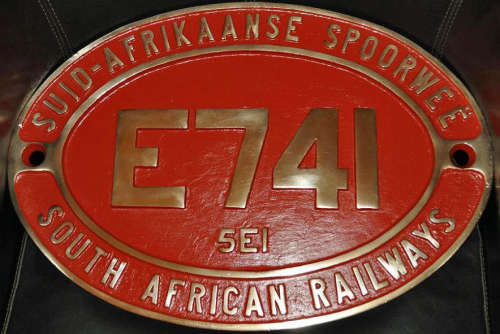 SUID-AFRIKAANSE SPOORWEË
E741
5E1
SOUTH AFRICAN RAILWAYS